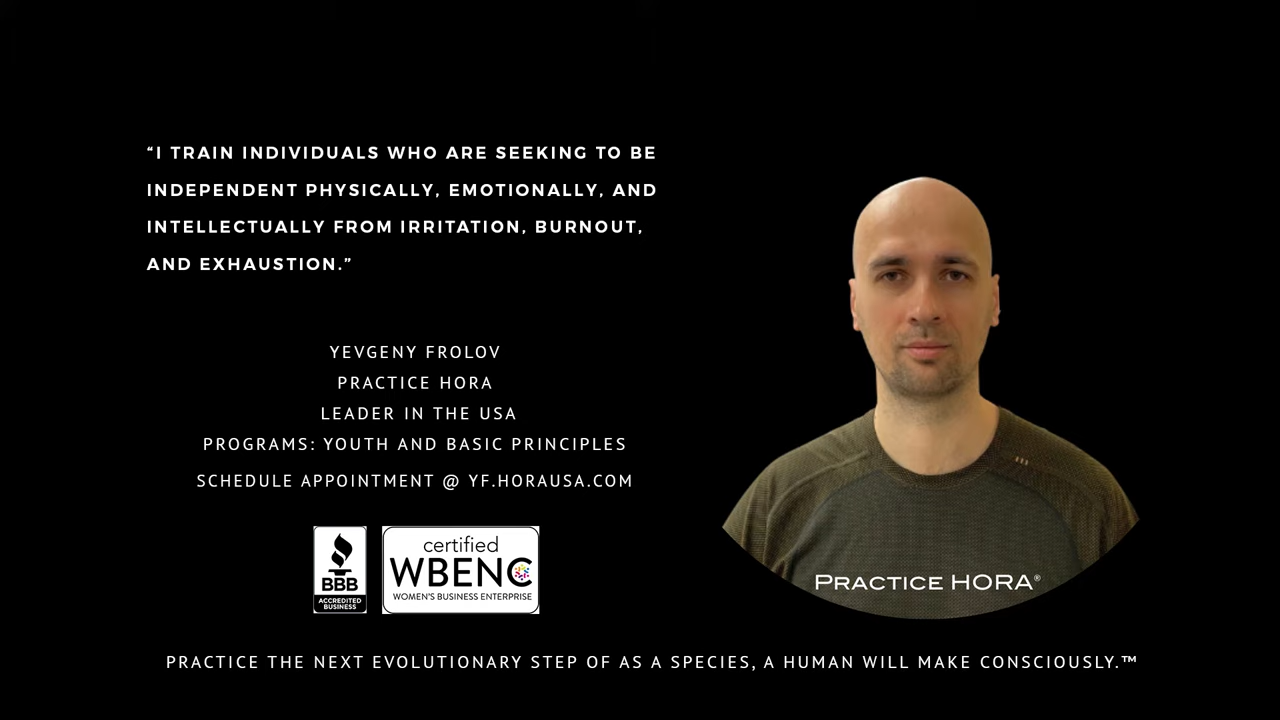 “I TRAIN INDIVIDUALS WHO ARE SEEKING TO BE
INDEPENDENT PHYSICALLY, EMOTIONALLY, AND
INTELLECTUALLY FROM IRRITATION, BURNOUT,
AND EXHAUSTION.”
YEVGENY FROLOV
PRACTICE HORA
LEADER IN THE USA
PROGRAMS: YOUTH AND BASIC PRINCIPLES
SCHEDULE APPOINTMENT @ YF.HORAUSA.COM
BBB
ACCREDITED
BUSINESS
certified
WBENC
WOMEN'S BUSINESS ENTERPRISE
PRACTICE HORA®
PRACTICE THE NEXT EVOLUTIONARY STEP OF AS A SPECIES, A HUMAN WILL MAKE CONSCIOUSLY.™